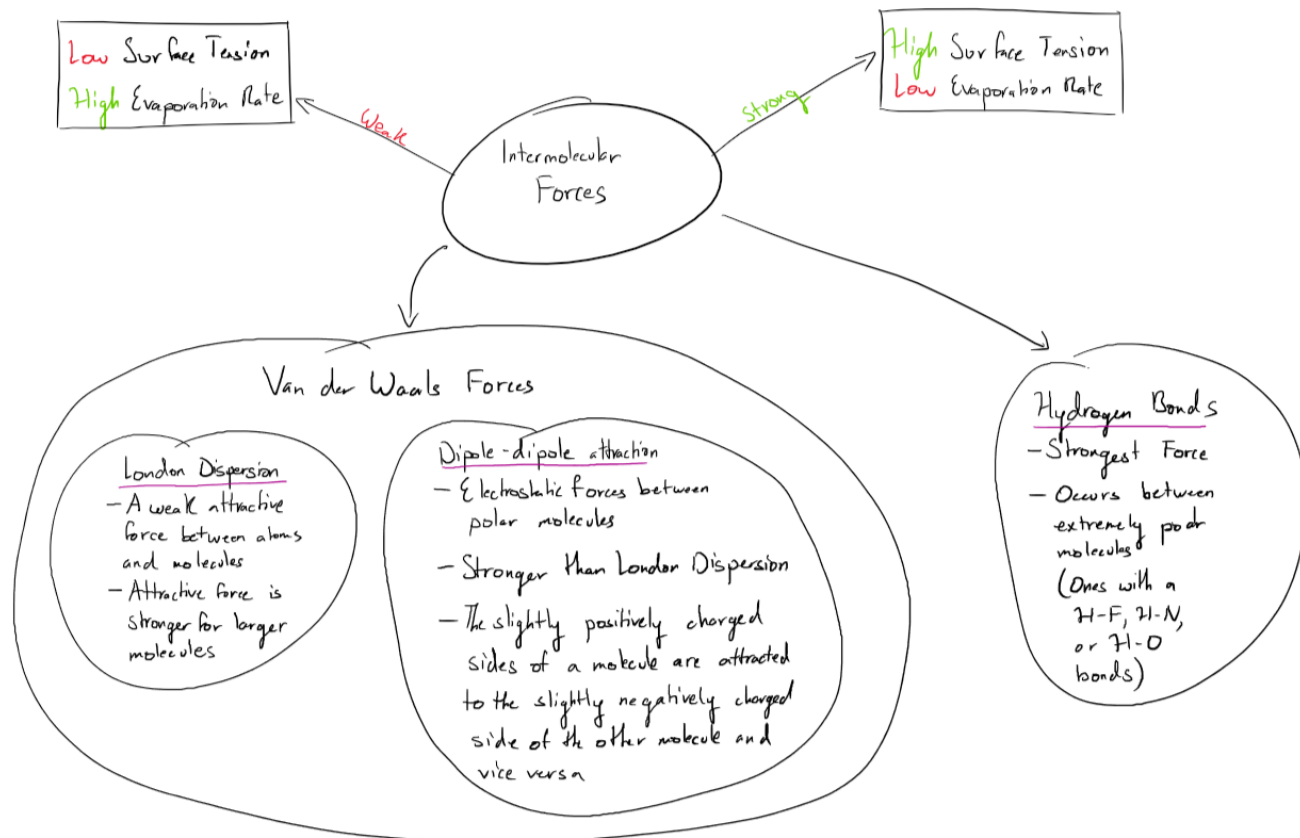 Low Surface Tension
High Evaporation Rate
Weak
Intermolecular
Forces
Strong
High Surface Tension
Low Evaporation Rate
Van der Waals Forces
London Dispersion
- A weak attractive
force between atoms
and molecules
- Attractive force is
stronger for larger
molecules
Dipole-dipole attraction
- Electrostatic forces between
polar molecules
- Stronger than London Dispersion
- The slightly positively charged
sides of a molecule are attracted
to the slightly negatively charged
side of the other molecule and
vice versa
Hydrogen Bonds
- Strongest Force
- Occurs between
extremely polar
molecules
(Ones with a
H-F, H-N,
or H-O
bonds)